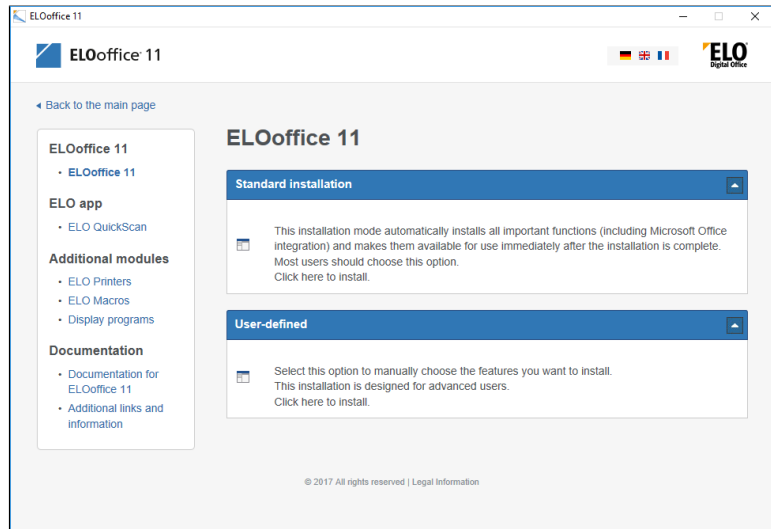 ELOoffice 11
ELOoffice 11
ELO
Digital Office
Back to the main page
ELOoffice 11
ELOoffice 11
ELO app
ELO QuickScan
Additional modules
ELO Printers
ELO Macros
Display programs
Documentation
Documentation for
ELOoffice 11
Additional links and
information
ELOoffice 11
Standard installation
This installation mode automatically installs all important functions (including Microsoft Office
integration) and makes them available for use immediately after the installation is complete.
Most users should choose this option.
Click here to install.
User-defined
Select this option to manually choose the features you want to install.
This installation is designed for advanced users.
Click here to install.
© 2017 All rights reserved | Legal Information